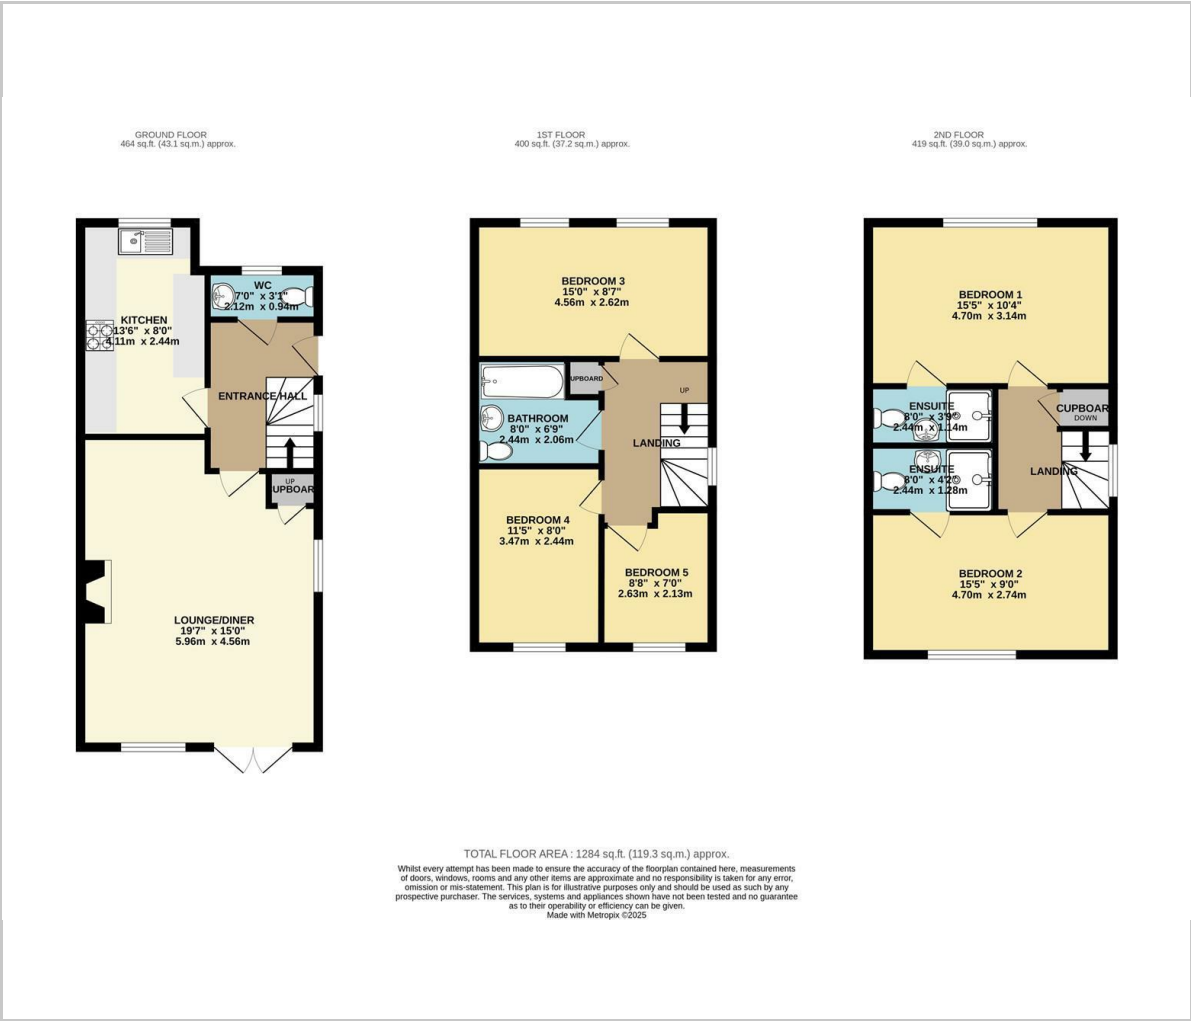 GROUND FLOOR
464 sq.ft. (43.1 sq.m.) approx.
1ST FLOOR
400 sq.ft. (37.2 sq.m.) approx.
2ND FLOOR
419 sq.ft. (39.0 sq.m.) approx.
KITCHEN
13'6" x 8'0"
4.11m x 2.44m
WC
7'0" x 3'1"
2.12m x 0.94m
ENTRANCE HALL
UP
UPBOAR
LOUNGE/DINER
19'7" x 15'0"
5.96m x 4.56m
BEDROOM 3
15'0" x 8'7"
4.56m x 2.62m
UPBOARD
UP
BATHROOM
8'0" x 6'9"
2.44m x 2.06m
LANDING
BEDROOM 4
11'5" x 8'0"
3.47m x 2.44m
BEDROOM 5
8'8" x 7'0"
2.63m x 2.13m
BEDROOM 1
15'5" x 10'4"
4.70m x 3.14m
ENSUITE
8'0" x 3'9"
2.44m x 1.14m
CUPBOAR
DOWN
ENSUITE
8'0" x 4'2"
2.44m x 1.28m
LANDING
BEDROOM 2
15'5" x 9'0"
4.70m x 2.74m
TOTAL FLOOR AREA : 1284 sq.ft. (119.3 sq.m.) approx.
Whilst every attempt has been made to ensure the accuracy of the floorplan contained here, measurements
of doors, windows, rooms and any other items are approximate and no responsibility is taken for any error,
omission or mis-statement. This plan is for illustrative purposes only and should be used as such by any
prospective purchaser. The services, systems and appliances shown have not been tested and no guarantee
as to their operability or efficiency can be given.
Made with Metropix ©2025